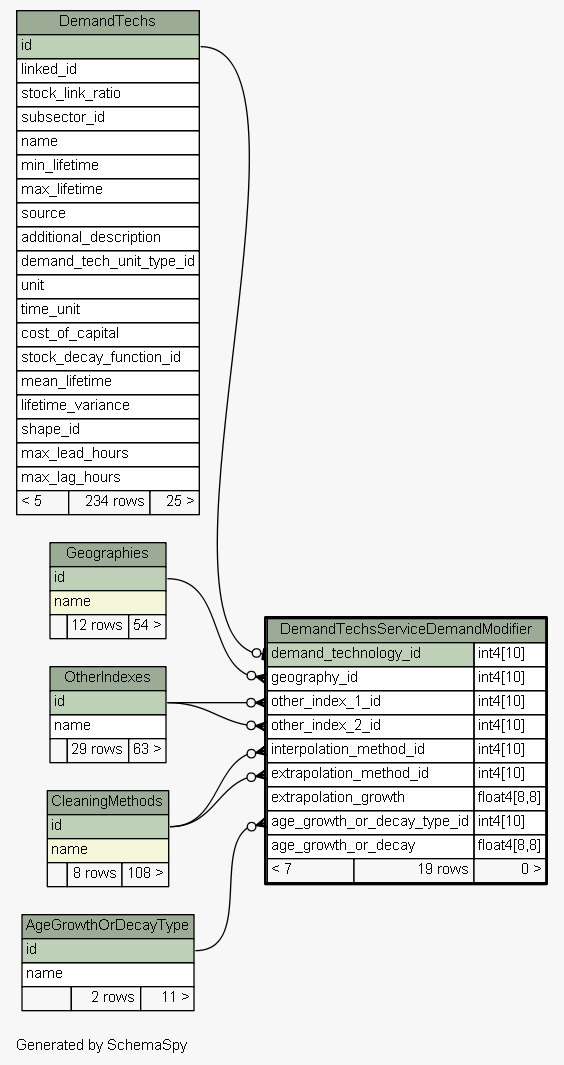 DemandTechs
id
linked_id
stock_link_ratio
subsector_id
name
min_lifetime
max_lifetime
source
additional_description
demand_tech_unit_type_id
unit
time_unit
cost_of_capital
stock_decay_function_id
mean_lifetime
lifetime_variance
shape_id
max_lead_hours
max_lag_hours
< 5 234 rows 25 >
Geographies
id
name
12 rows 54 >
OtherIndexes
id
name
29 rows 63 >
CleaningMethods
id
name
8 rows 108 >
AgeGrowthOrDecayType
id
name
2 rows 11 >
DemandTechsServiceDemandModifier
demand_technology_id int4[10]
geography_id int4[10]
other_index_1_id int4[10]
other_index_2_id int4[10]
interpolation_method_id int4[10]
extrapolation_method_id int4[10]
extrapolation_growth float4[8,8]
age_growth_or_decay_type_id int4[10]
age_growth_or_decay float4[8,8]
< 7 19 rows 0 >
Generated by SchemaSpy